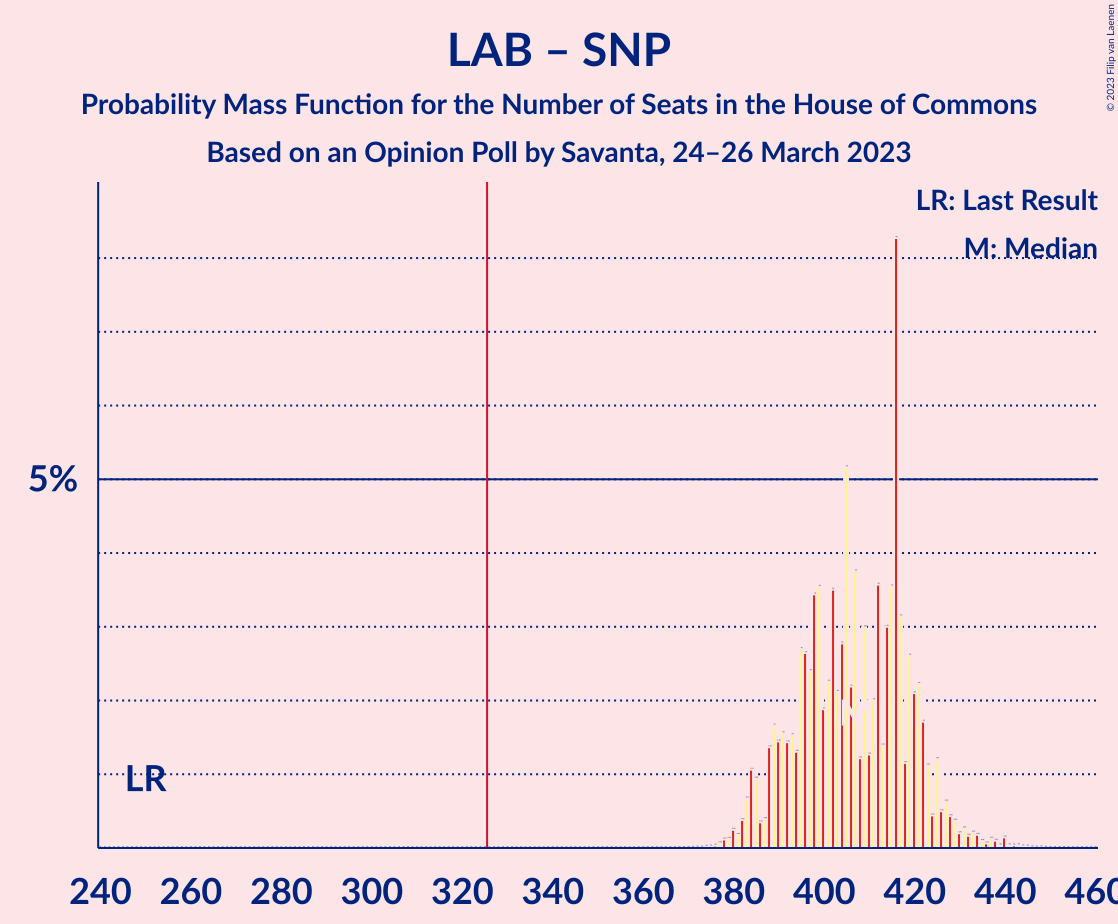 LAB – SNP
Probability Mass Function for the Number of Seats in the House of Commons
Based on an Opinion Poll by Savanta, 24–26 March 2023
© 2023 Filip van Laenen
LR: Last Result
M: Median
5%
LR
M
240 260 280 300 320 340 360 380 400 420 440 460